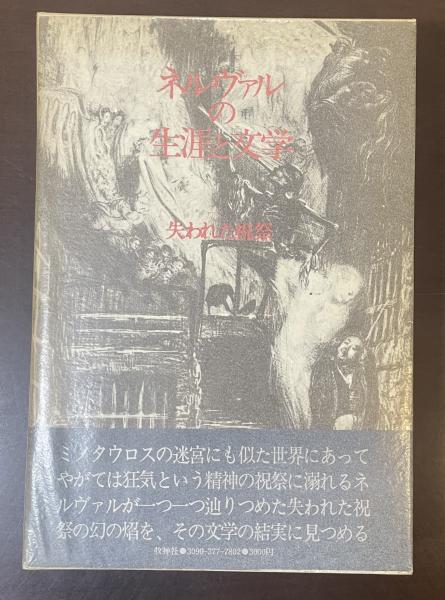 ネルヴァル
の
生涯と文学
失われた祝祭
ミノタウロスの迷宮にも似た世界にあって
やがては狂気という精神の祝祭に溺れるネ
ルヴァルが一つ一つ辿りつめた失われた祝
祭の幻の焰を、その文学の結実に見つめる
牧神社●3090-377-7802●3000円